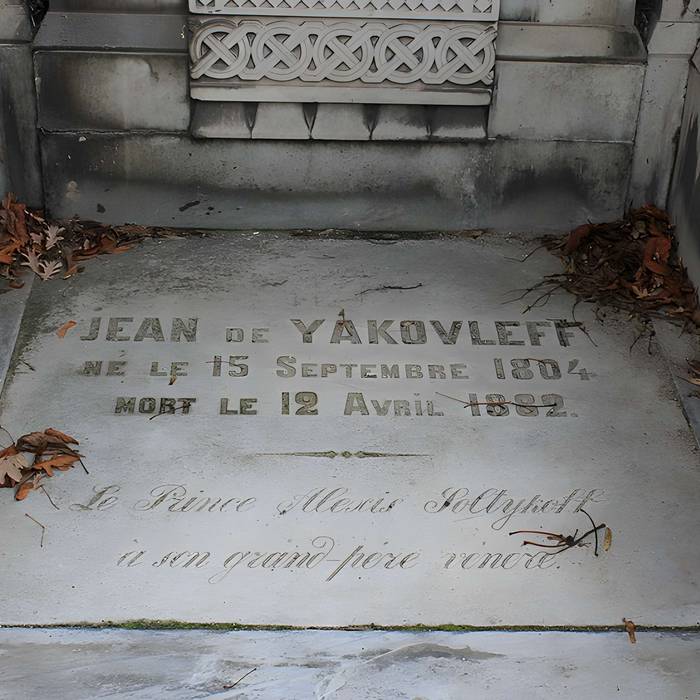 JEAN DE YAKOVLEFF
NÉ LE 15 SEPTEMBRE 1804
MORT LE 12 AVRIL 1882.
Le Prince Alexis Soltykoff
à son grand-père vénéré.